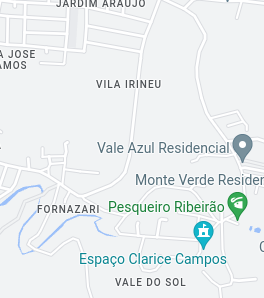 JARDIM ARAUJO
A JOSE
AMOS
VILA IRINEU
Vale Azul Residencial
Monte Verde Residen
Pesqueiro Ribeirão
FORNAZARI
Espaço Clarice Campos
VALE DO SOL